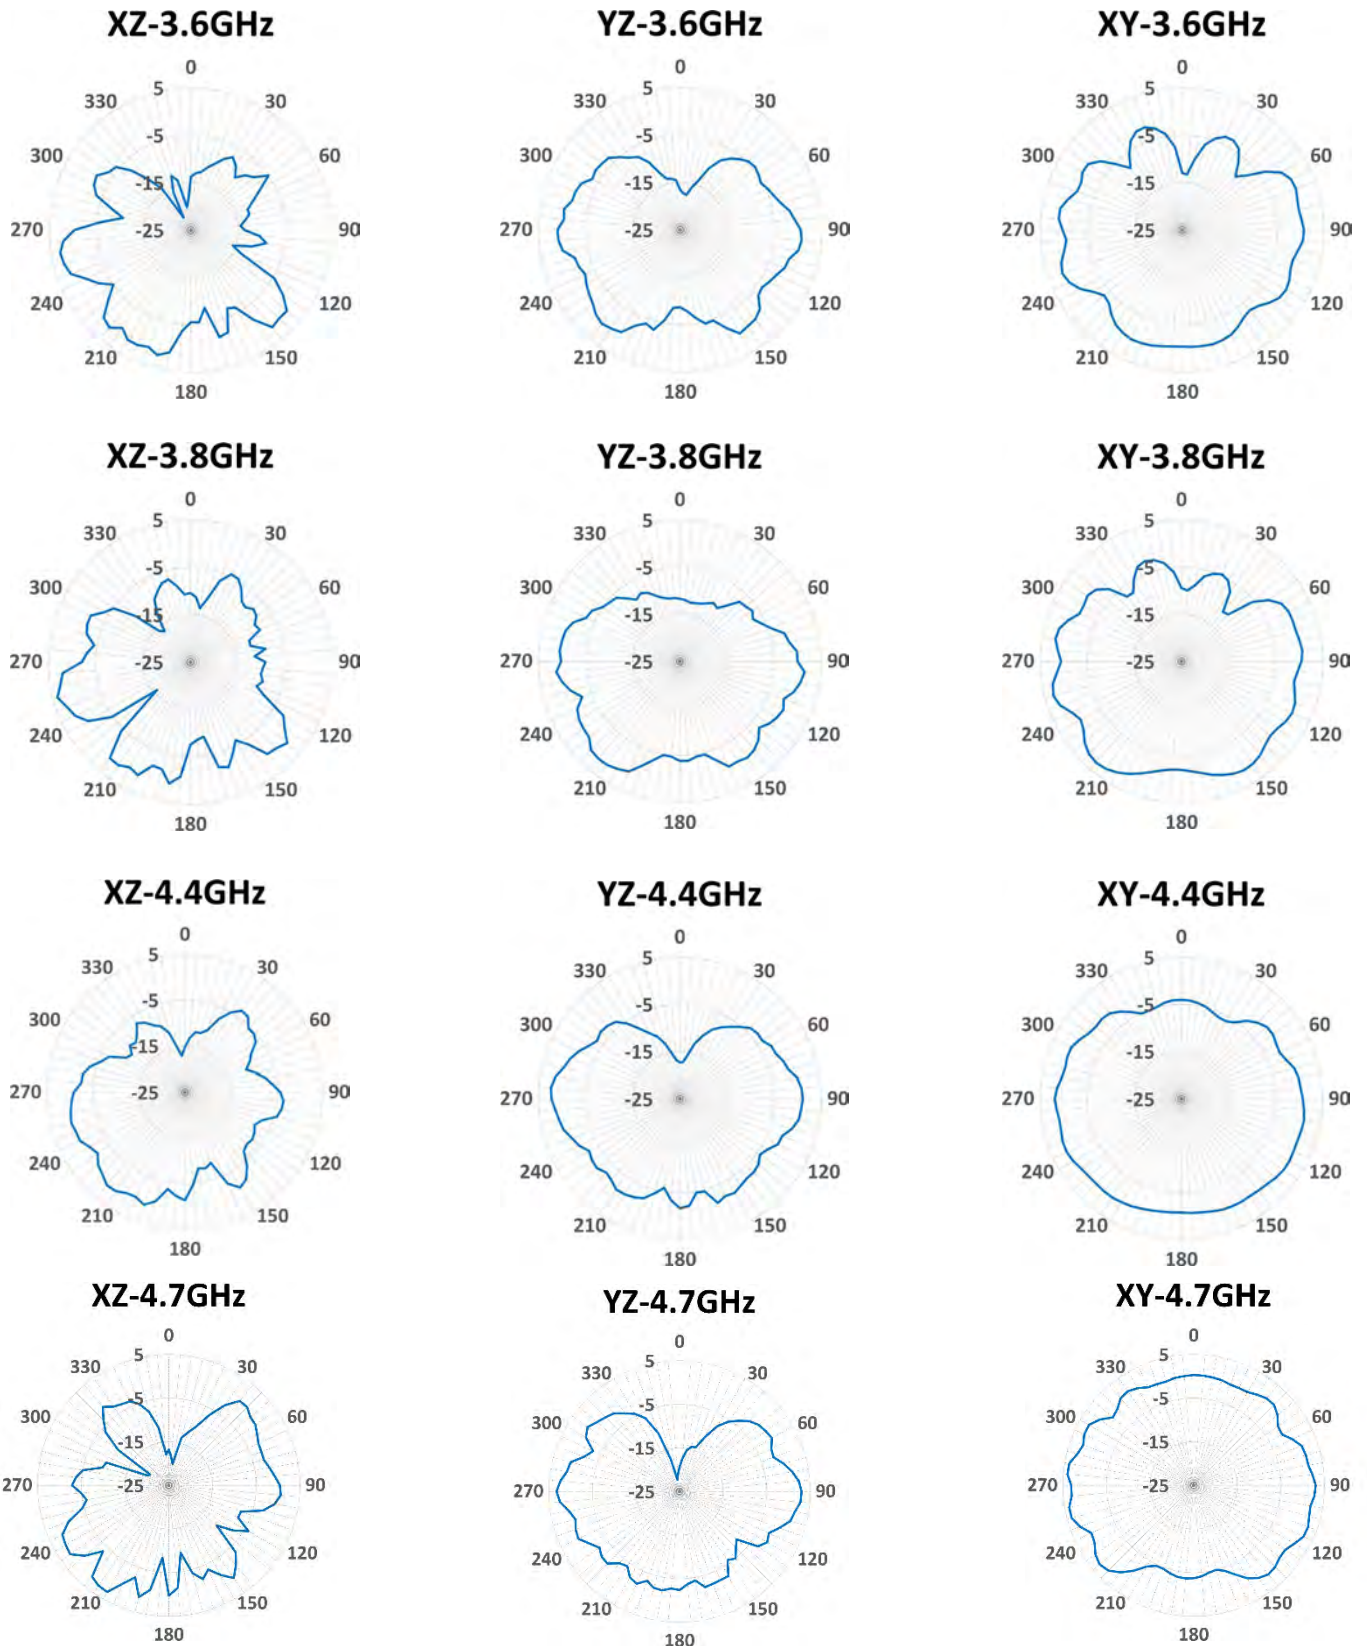 XZ-3.6GHz YZ-3.6GHz XY-3.6GHz
0 0 0
5 5 5
330 30 330 30 330 30
-5 -5 -5
300 60 300 60 300 60
-15 -15 -15
270 -25 90 270 -25 90 270 -25 90
240 120 240 120 240 120
210 150 210 150 210 150
180 180 180
XZ-3.8GHz YZ-3.8GHz XY-3.8GHz
0 0 0
5 5 5
330 30 330 30 330 30
-5 -5 -5
300 60 300 60 300 60
-15 -15 -15
270 -25 90 270 -25 90 270 -25 90
240 120 240 120 240 120
210 150 210 150 210 150
180 180 180
XZ-4.4GHz YZ-4.4GHz XY-4.4GHz
0 0 0
5 5 5
330 30 330 30 330 30
-5 -5 -5
300 60 300 60 300 60
-15 -15 -15
270 -25 90 270 -25 90 270 -25 90
240 120 240 120 240 120
210 150 210 150 210 150
180 180 180
XZ-4.7GHz YZ-4.7GHz XY-4.7GHz
0 0 0
5 5 5
330 30 330 30 330 30
-5 -5 -5
300 60 300 60 300 60
-15 -15 -15
270 -25 90 270 -25 90 270 -25 90
240 120 240 120 240 120
210 150 210 150 210 150
180 180 180